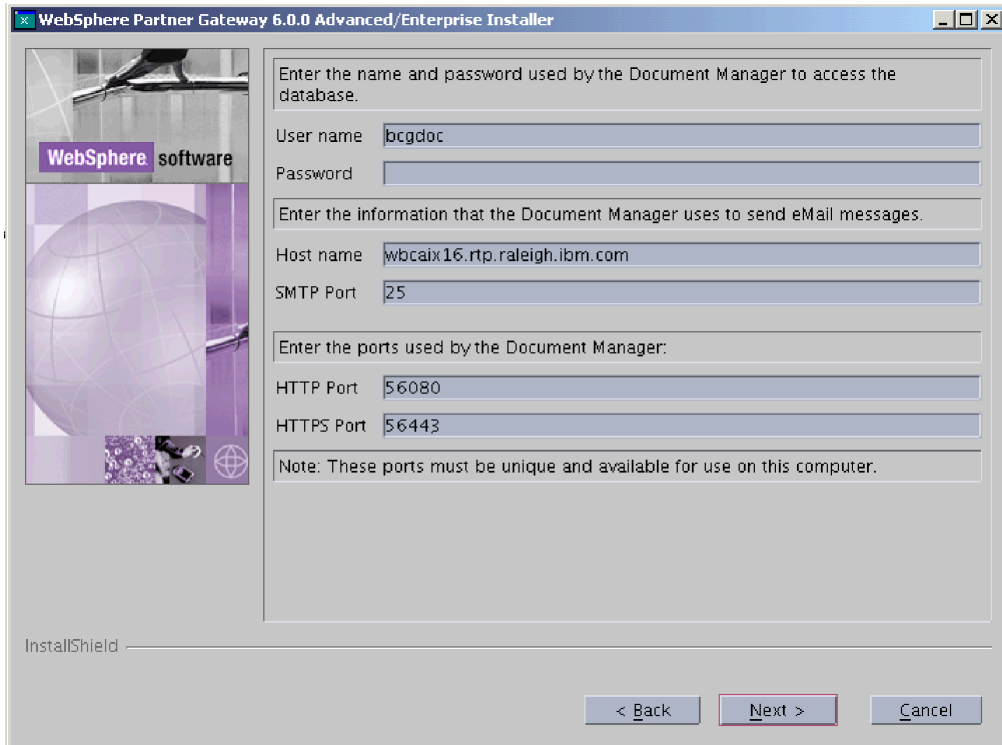 WebSphere Partner Gateway 6.0.0 Advanced/Enterprise Installer
WebSphere software
Enter the name and password used by the Document Manager to access the
database.
User name bcgdoc
Password
Enter the information that the Document Manager uses to send eMail messages.
Host name wbcaix16.rtp.raleigh.ibm.com
SMTP Port 25
Enter the ports used by the Document Manager:
HTTP Port 56080
HTTPS Port 56443
Note: These ports must be unique and available for use on this computer.
InstallShield
< Back Next > Cancel